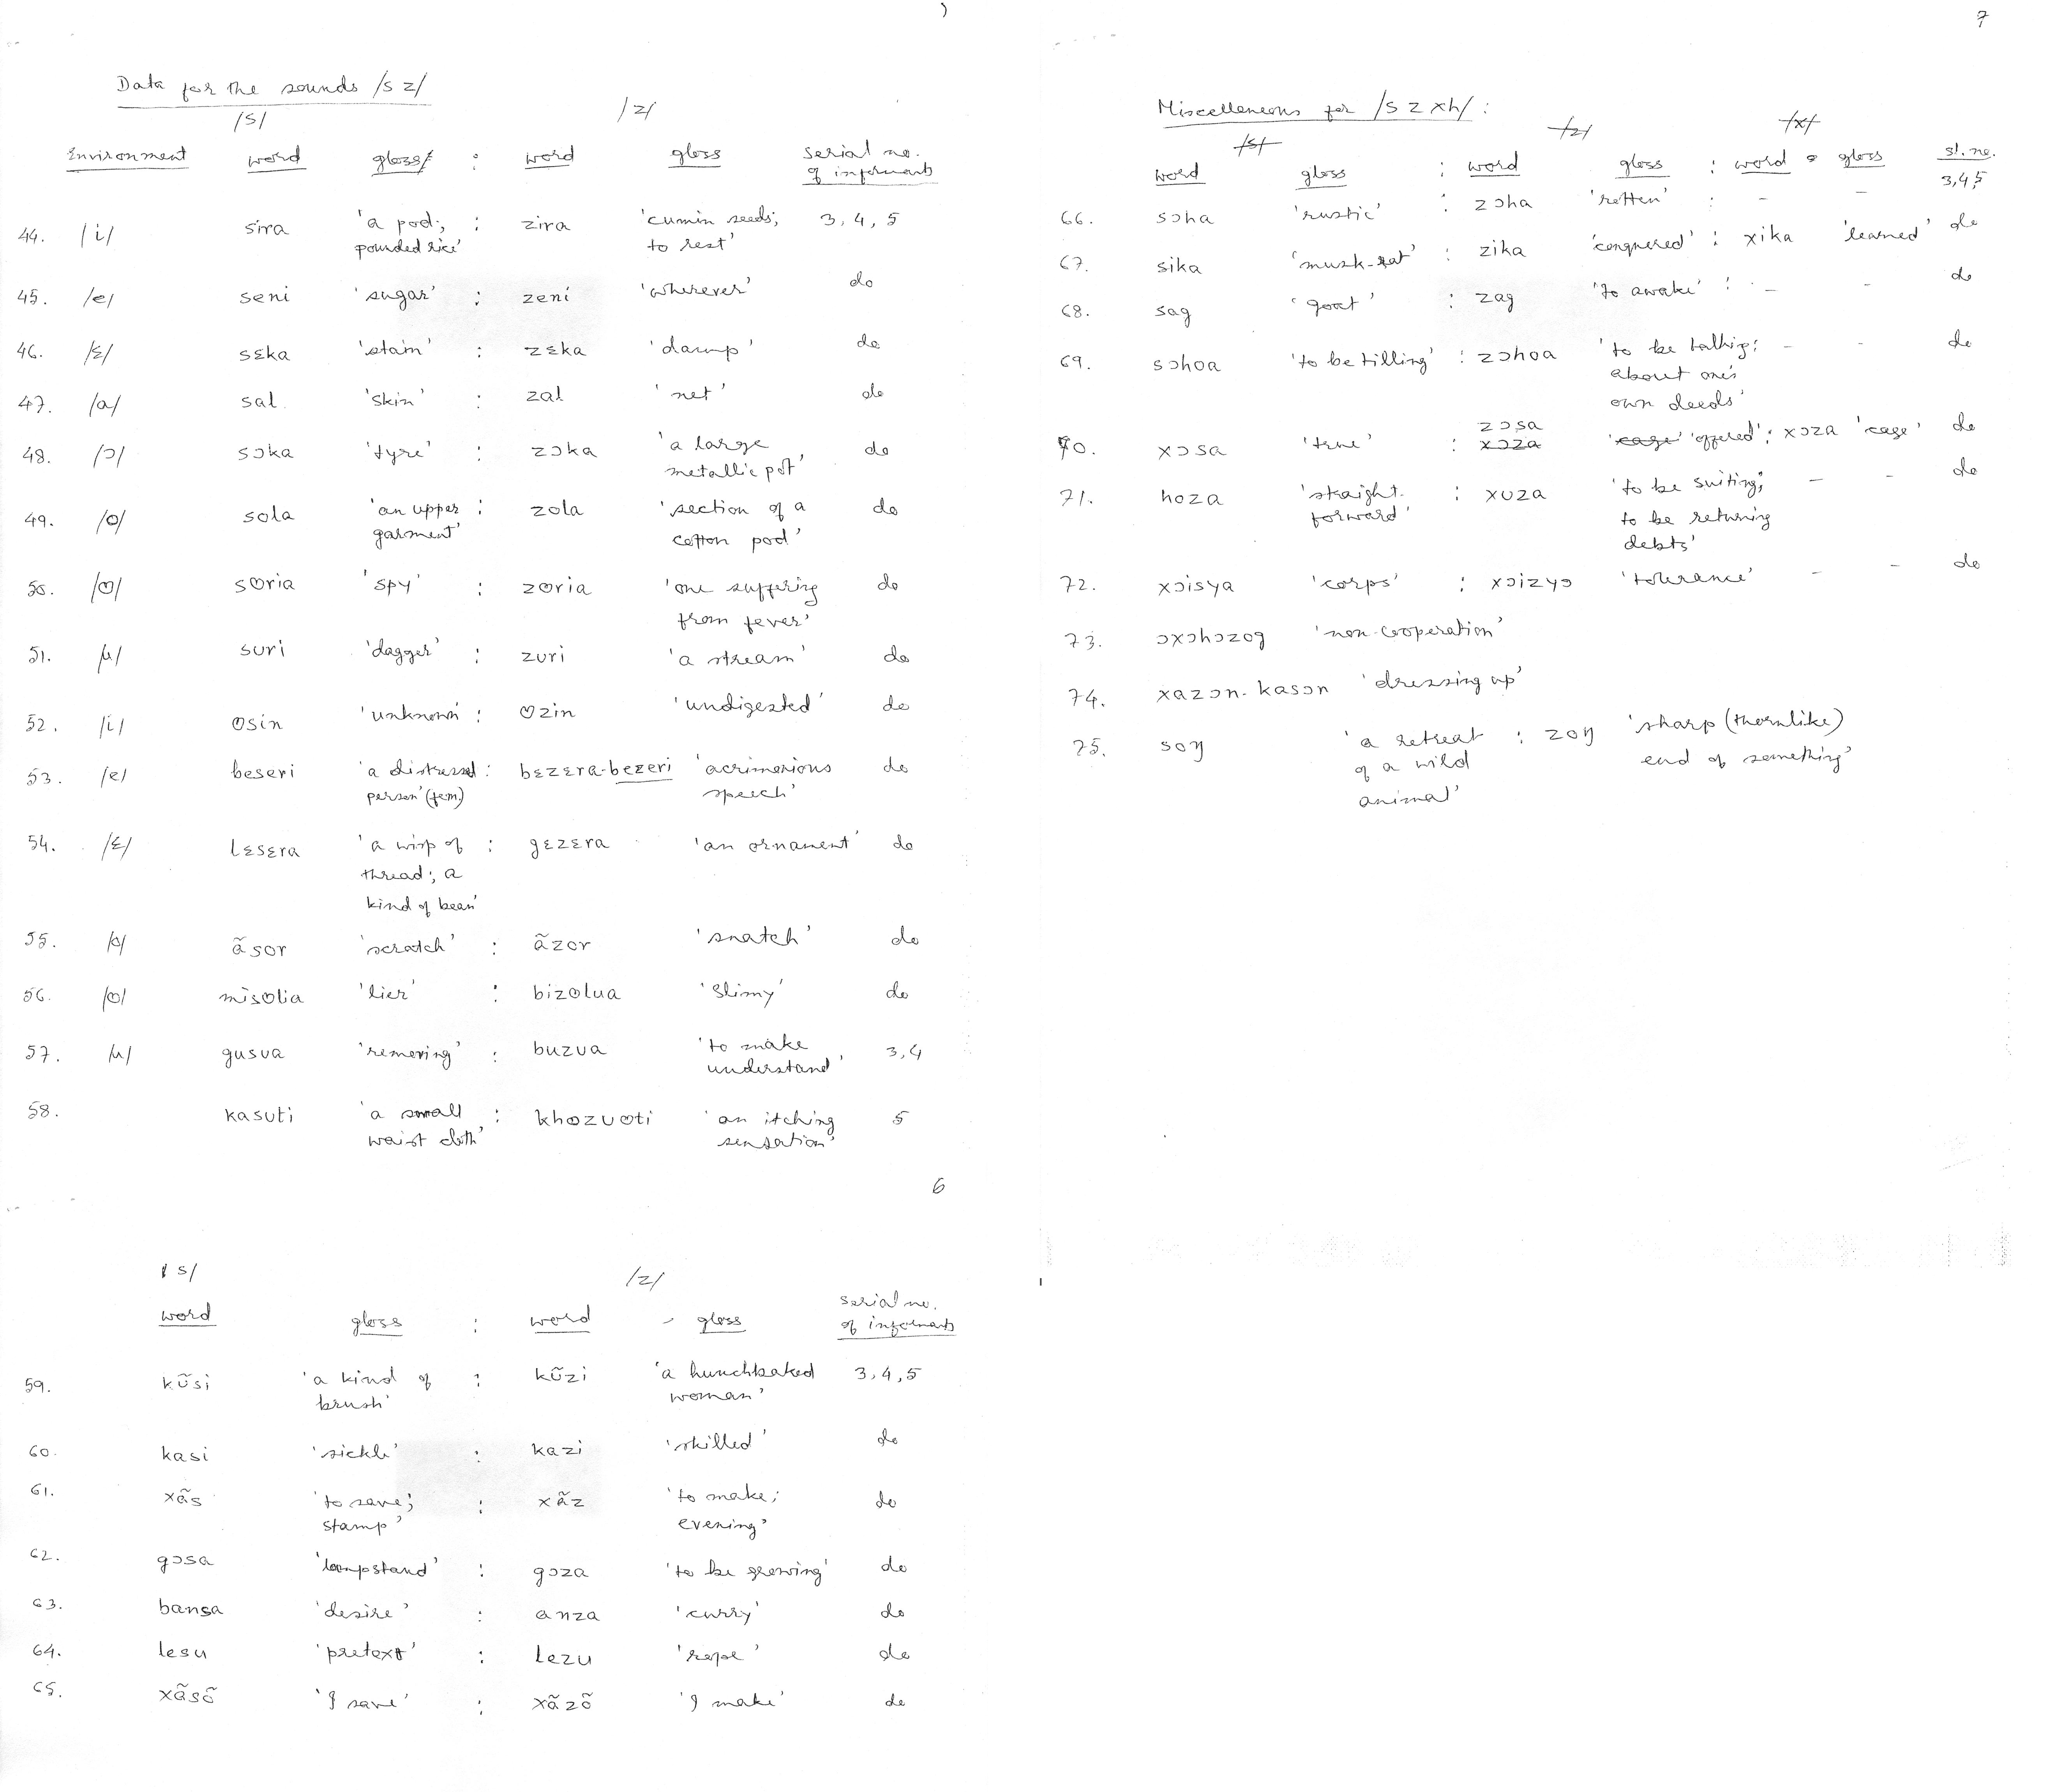 Data for the sounds /s z/
/s/ /z/
Environment word gloss : word gloss serial no.
of informants
44. /i/ sira 'a pod; : zira 'cumin seeds; 3, 4, 5
pounded rice' to rest'
45. /e/ seni 'sugar' : zeni 'wherever' do
46. /ɛ/ sɛka 'stain' : zɛka 'damp' do
47. /a/ sal 'skin' : zal 'net' do
48. /ɔ/ sɔka 'tyre' : zɔka 'a large do
metallic pot'
49. /o/ sola 'an upper : zola 'section of a do
garment' cotton pod'
50. /ʊ/ sʊria 'spy' : zʊria 'one suffering do
from fever'
51. /u/ suri 'dagger' : zuri 'a stream' do
52. /i/ ʊsin 'unknown' : ʊzin 'undigested' do
53. /e/ beseri 'a distressed : bɛzɛra-bezeri 'acrimonious do
person' (fem.) speech'
54. /ɛ/ lɛsɛra 'a wisp of : gɛzɛra 'an ornament' do
thread; a
kind of bean'
55. /o/ ãsor 'scratch' : ãzor 'snatch' do
56. /ʊ/ misʊlia 'lier' : bizʊlua 'slimy' do
57. /u/ gusua 'removing' : buzua 'to make 3,4
understand'
58. kasuti 'a small : khɔzuʊti 'an itching 5
waist cloth' sensation'
6
/s/ /z/
word gloss : word gloss serial no.
of informants
59. kũsi 'a kind of : kũzi 'a hunchbaked 3,4,5
brush' woman'
60. kasi 'sickle' : kazi 'skilled' do
61. xãs 'to save; : xãz 'to make; do
stamp' evening'
62. gɔsa 'lampstand' : gɔza 'to be growing' do
63. bansa 'desire' : anza 'curry' do
64. lesu 'pretext' : lezu 'rope' do
65. xãsõ 'I save' : xãzõ 'I make' do
7
Miscelleneous for /s z x h/ :
/s/ /z/ /x/
word gloss : word gloss : word gloss sl. no.
66. sɔha 'rustic' : zɔha 'rotten' : - - 3,4,5
67. sika 'musk-rat' : zika 'conquered' : xika 'learned' do
68. sag 'goat' : zag 'to awake' : - - do
69. sɔhoa 'to be tilling' : zɔhoa 'to be talking: - - do
about one's
own deeds'
zɔsa
70. xɔsa 'true' : xɔza 'cage' 'offered'; xɔza 'cage' do
71. hoza 'straight : xuza 'to be suiting; - - do
forward' to be returning
debts'
72. xɔisya 'corps' : xɔizyɔ 'tolerance' - - do
73. ɔxɔhɔzog 'non-cooperation'
74. xazɔn-kasɔn 'dressing up'
75. soŋ 'a retreat : zoŋ 'sharp (thornlike)
of a wild end of something'
animal'